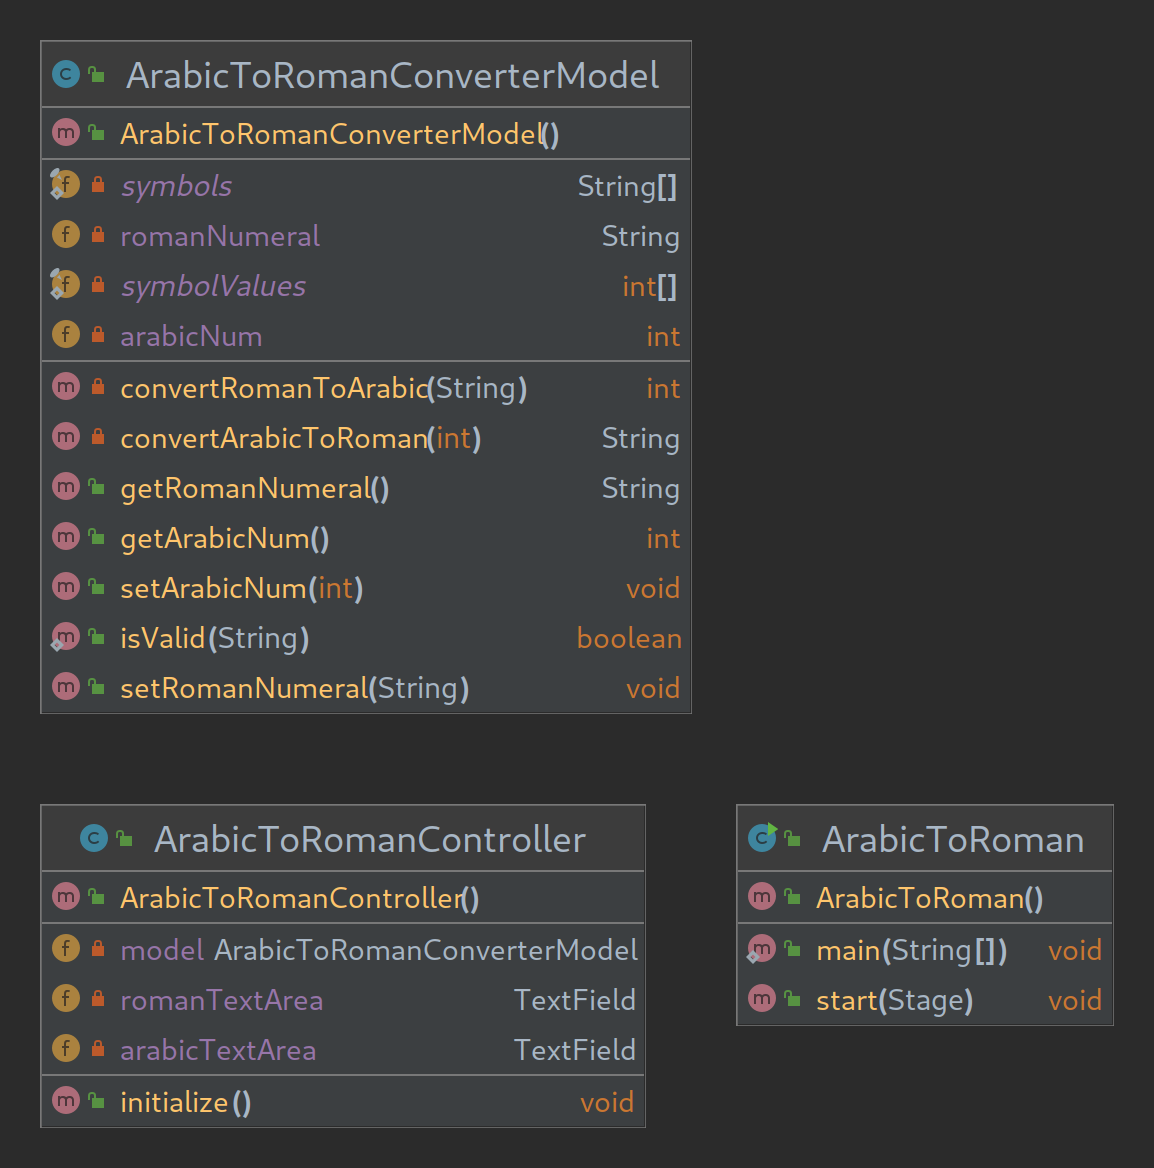 ArabicToRomanConverterModel
ArabicToRomanConverterModel()
symbols String[]
romanNumeral String
symbolValues int[]
arabicNum int
convertRomanToArabic(String) int
convertArabicToRoman(int) String
getRomanNumeral() String
getArabicNum() int
setArabicNum(int) void
isValid(String) boolean
setRomanNumeral(String) void
ArabicToRomanController
ArabicToRomanController()
model ArabicToRomanConverterModel
romanTextArea TextField
arabicTextArea TextField
initialize() void
ArabicToRoman
ArabicToRoman()
main(String[]) void
start(Stage) void